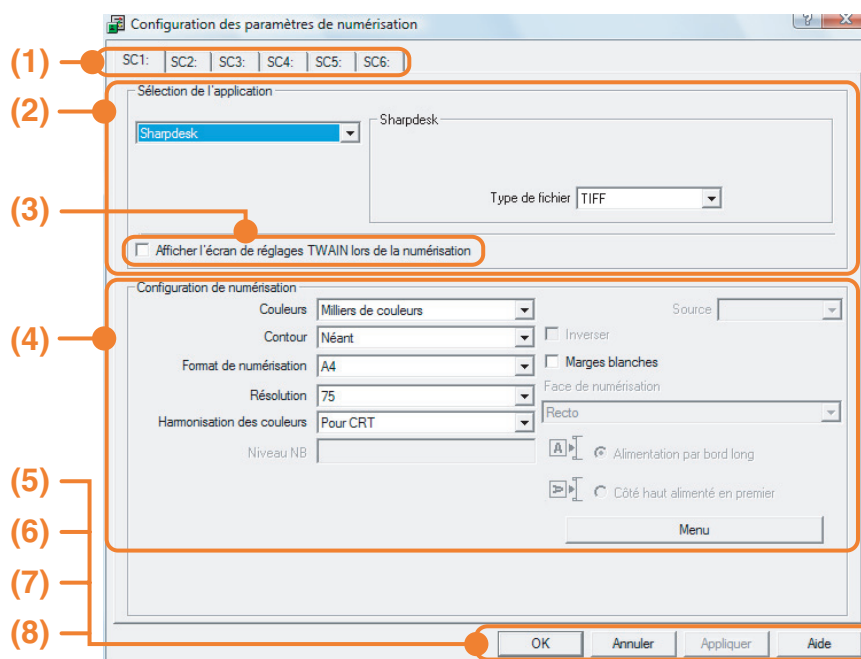 Configuration des paramètres de numérisation
? X
(1)
SC1: SC2: SC3: SC4: SC5: SC6:
(2)
Sélection de l'application
Sharpdesk
Sharpdesk
Type de fichier TIFF
(3)
Afficher l'écran de réglages TWAIN lors de la numérisation
(4)
Configuration de numérisation
Couleurs Milliers de couleurs
Source
Contour Néant
Inverser
Format de numérisation A4
Marges blanches
Résolution 75
Face de numérisation
Recto
Harmonisation des couleurs Pour CRT
Niveau NB
A Alimentation par bord long
A Côté haut alimenté en premier
Menu
(5)
(6)
(7)
(8)
OK Annuler Appliquer Aide